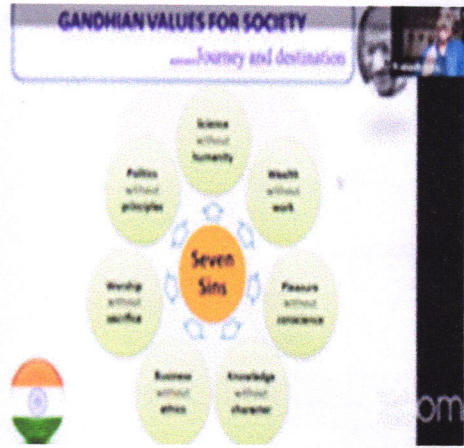 GANDHIAN VALUES FOR SOCIETY
Journey and destination
Science
without
humanity
Wealth
without
work
Pleasure
without
conscience
Knowledge
without
character
Business
without
ethics
Worship
without
sacrifice
Politics
without
principles
Seven
Sins
om